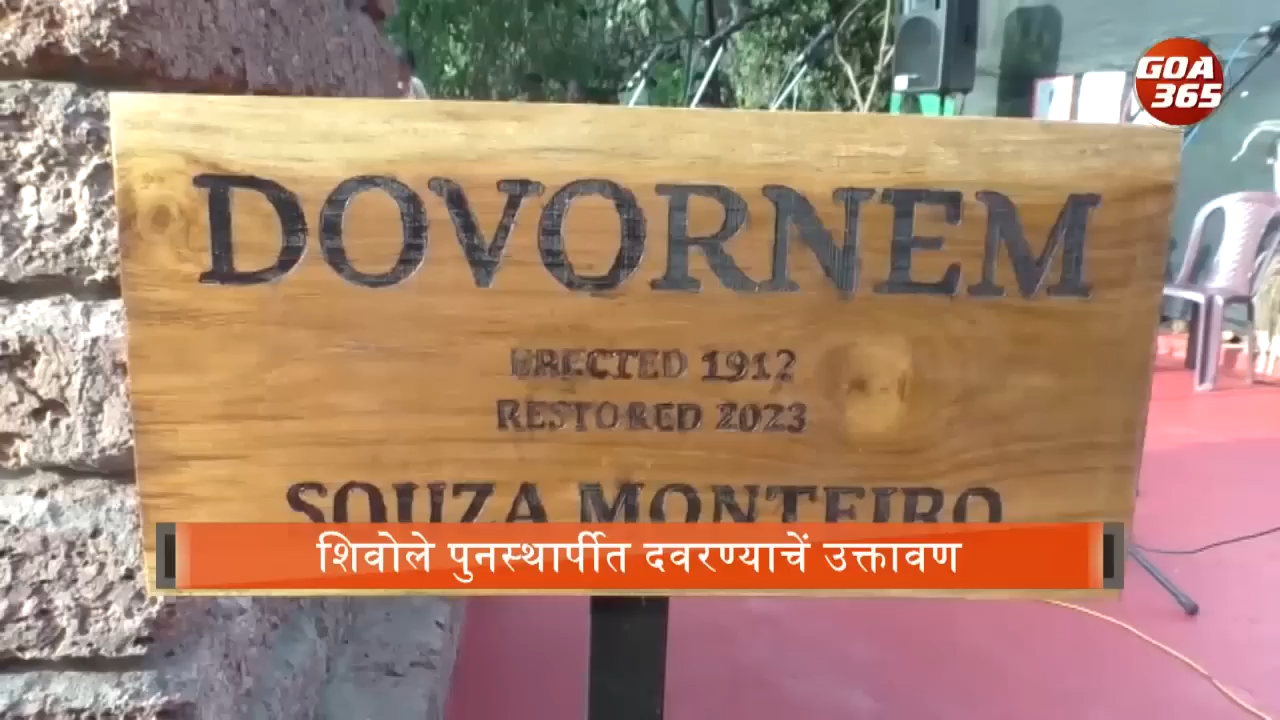 GOA
365
DOVORNEM
ERECTED 1912
RESTORED 2023
SOUZA MONTEIRO
शिवोले पुनस्थार्पीत दवरण्याचें उक्तावण